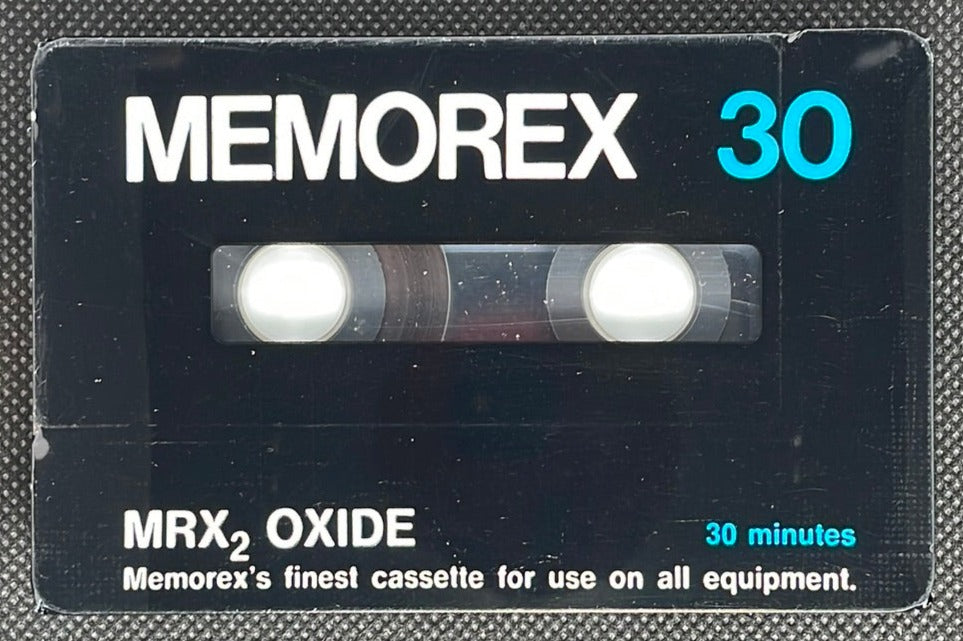 MEMOREX 30
MRX₂ OXIDE
30 minutes
Memorex's finest cassette for use on all equipment.